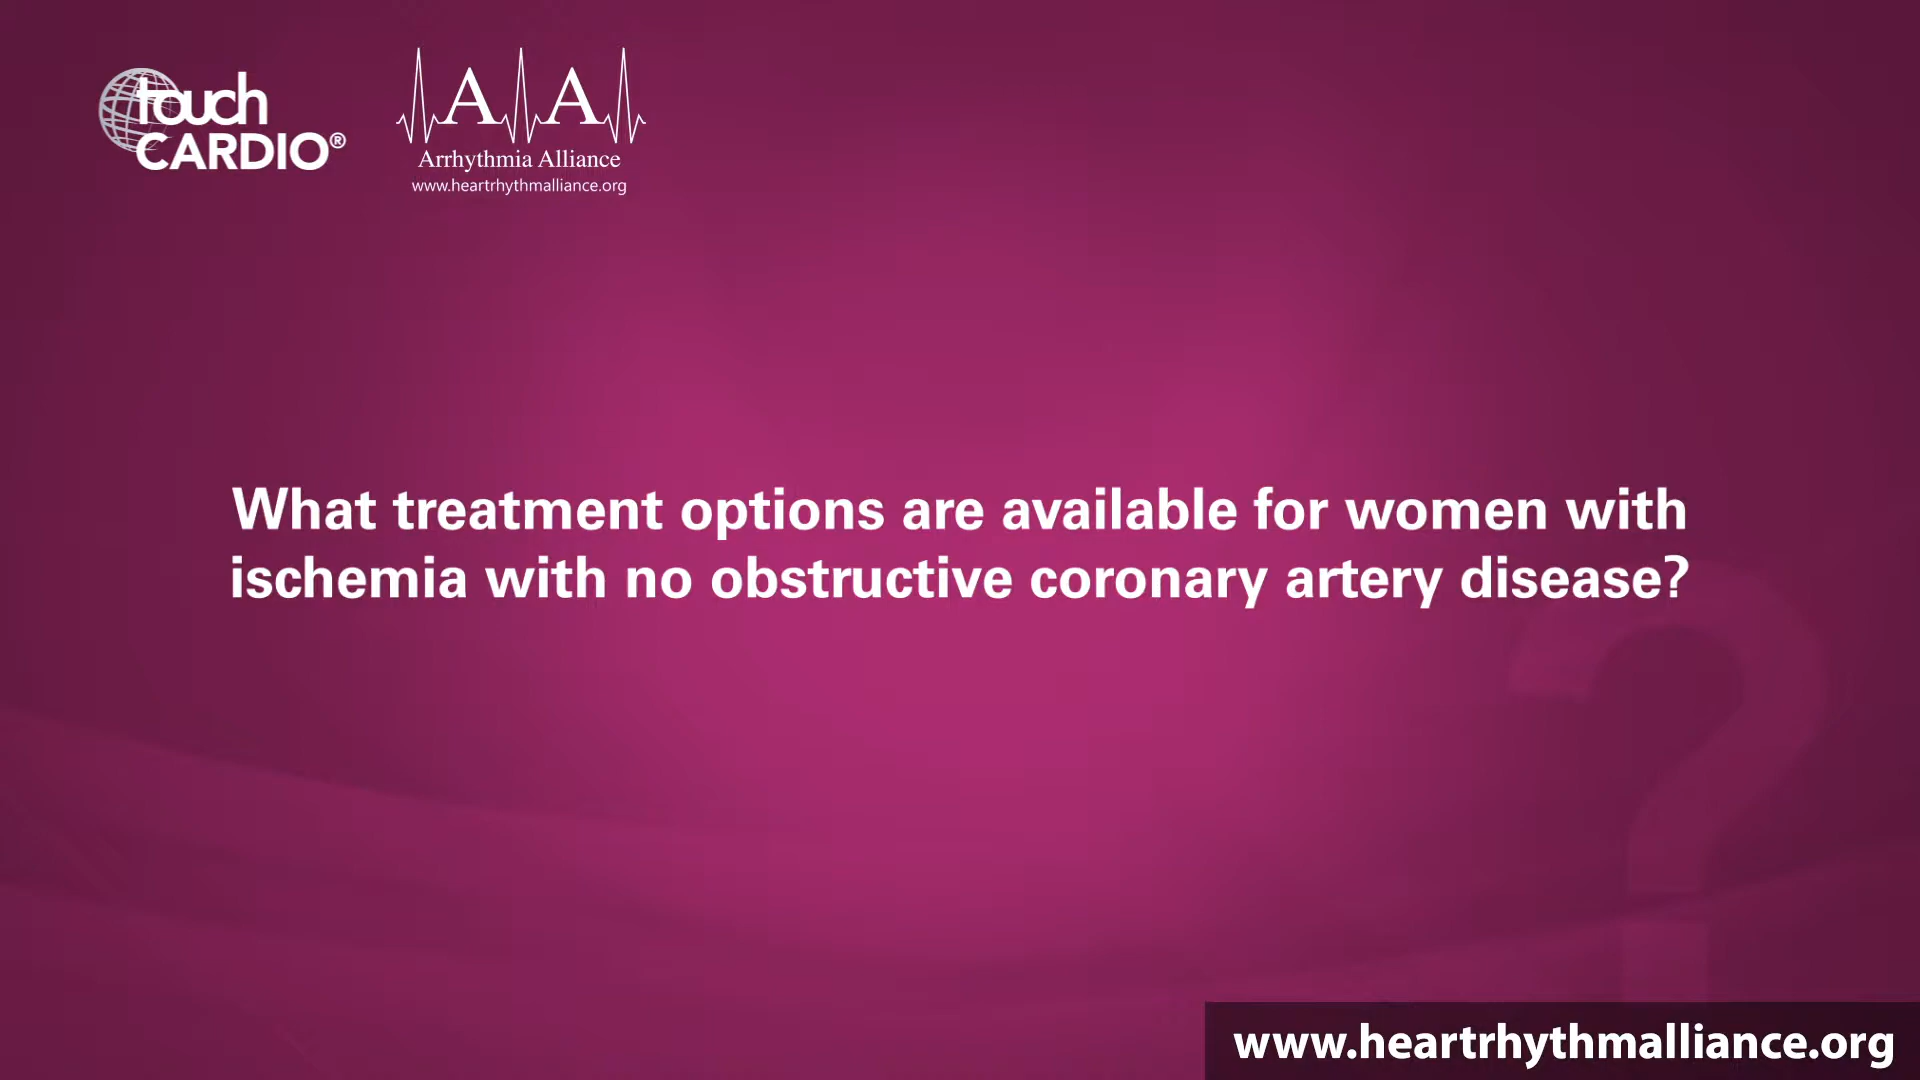 touch
CARDIO®
A A
Arrhythmia Alliance
www.heartrhythmalliance.org
What treatment options are available for women with
ischemia with no obstructive coronary artery disease?
?
www.heartrhythmalliance.org